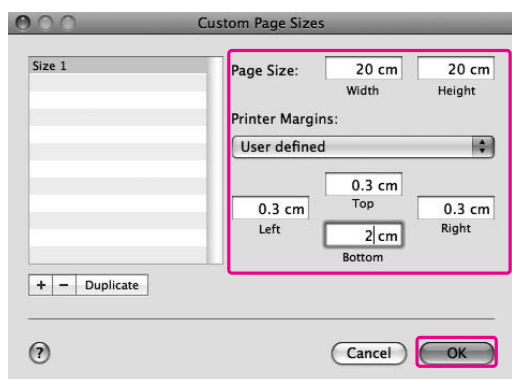 Custom Page Sizes
Size 1
Page Size: 20 cm 20 cm
Width Height
Printer Margins:
User defined
0.3 cm
Top
0.3 cm 0.3 cm
Left Right
2 cm
Bottom
+ − Duplicate
? Cancel OK